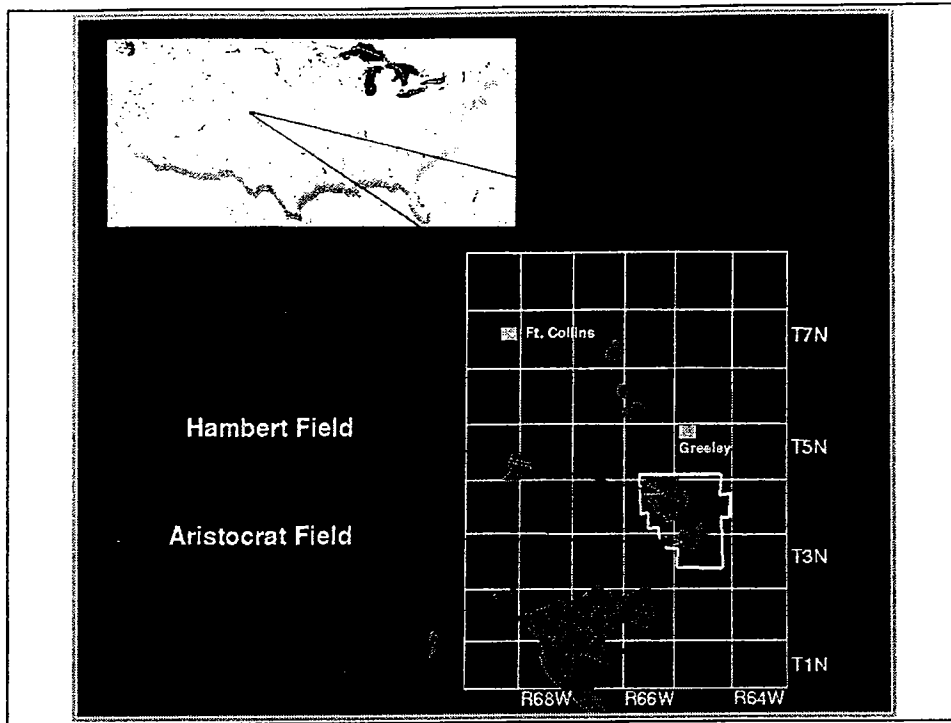 Ft. Collins
T7N
Hambert Field
Greeley
T5N
Aristocrat Field
T3N
T1N
R68W
R66W
R64W